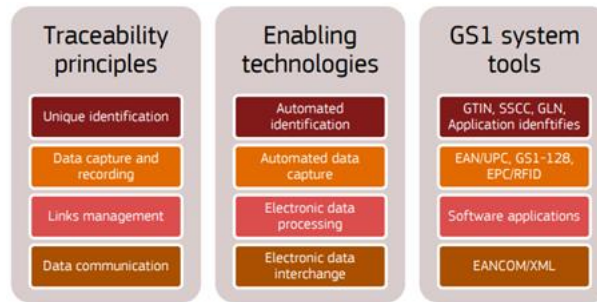 Traceability
principles
Unique identification
Data capture and
recording
Links management
Data communication
Enabling
technologies
Automated
identification
Automated data
capture
Electronic data
processing
Electronic data
interchange
GS1 system
tools
GTIN, SSCC, GLN,
Application idenftifies
EAN/UPC, GS1-128,
EPC/RFID
Software applications
EANCOM/XML